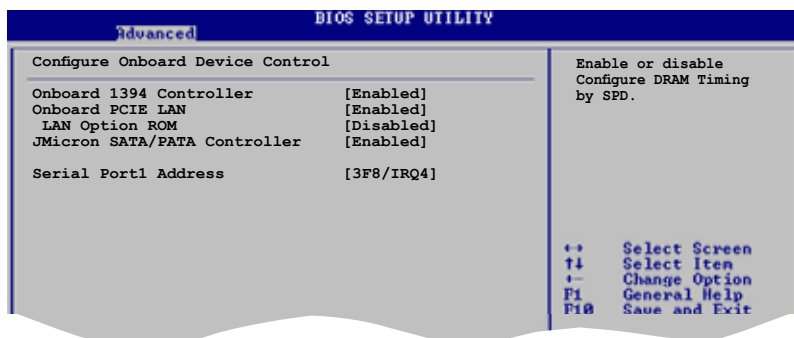 BIOS SETUP UTILITY
Advanced
Configure Onboard Device Control
Onboard 1394 Controller [Enabled]
Onboard PCIE LAN [Enabled]
LAN Option ROM [Disabled]
JMicron SATA/PATA Controller [Enabled]
Serial Port1 Address [3F8/IRQ4]
Enable or disable
Configure DRAM Timing
by SPD.
↔ Select Screen
↑↓ Select Item
+- Change Option
F1 General Help
F10 Save and Exit